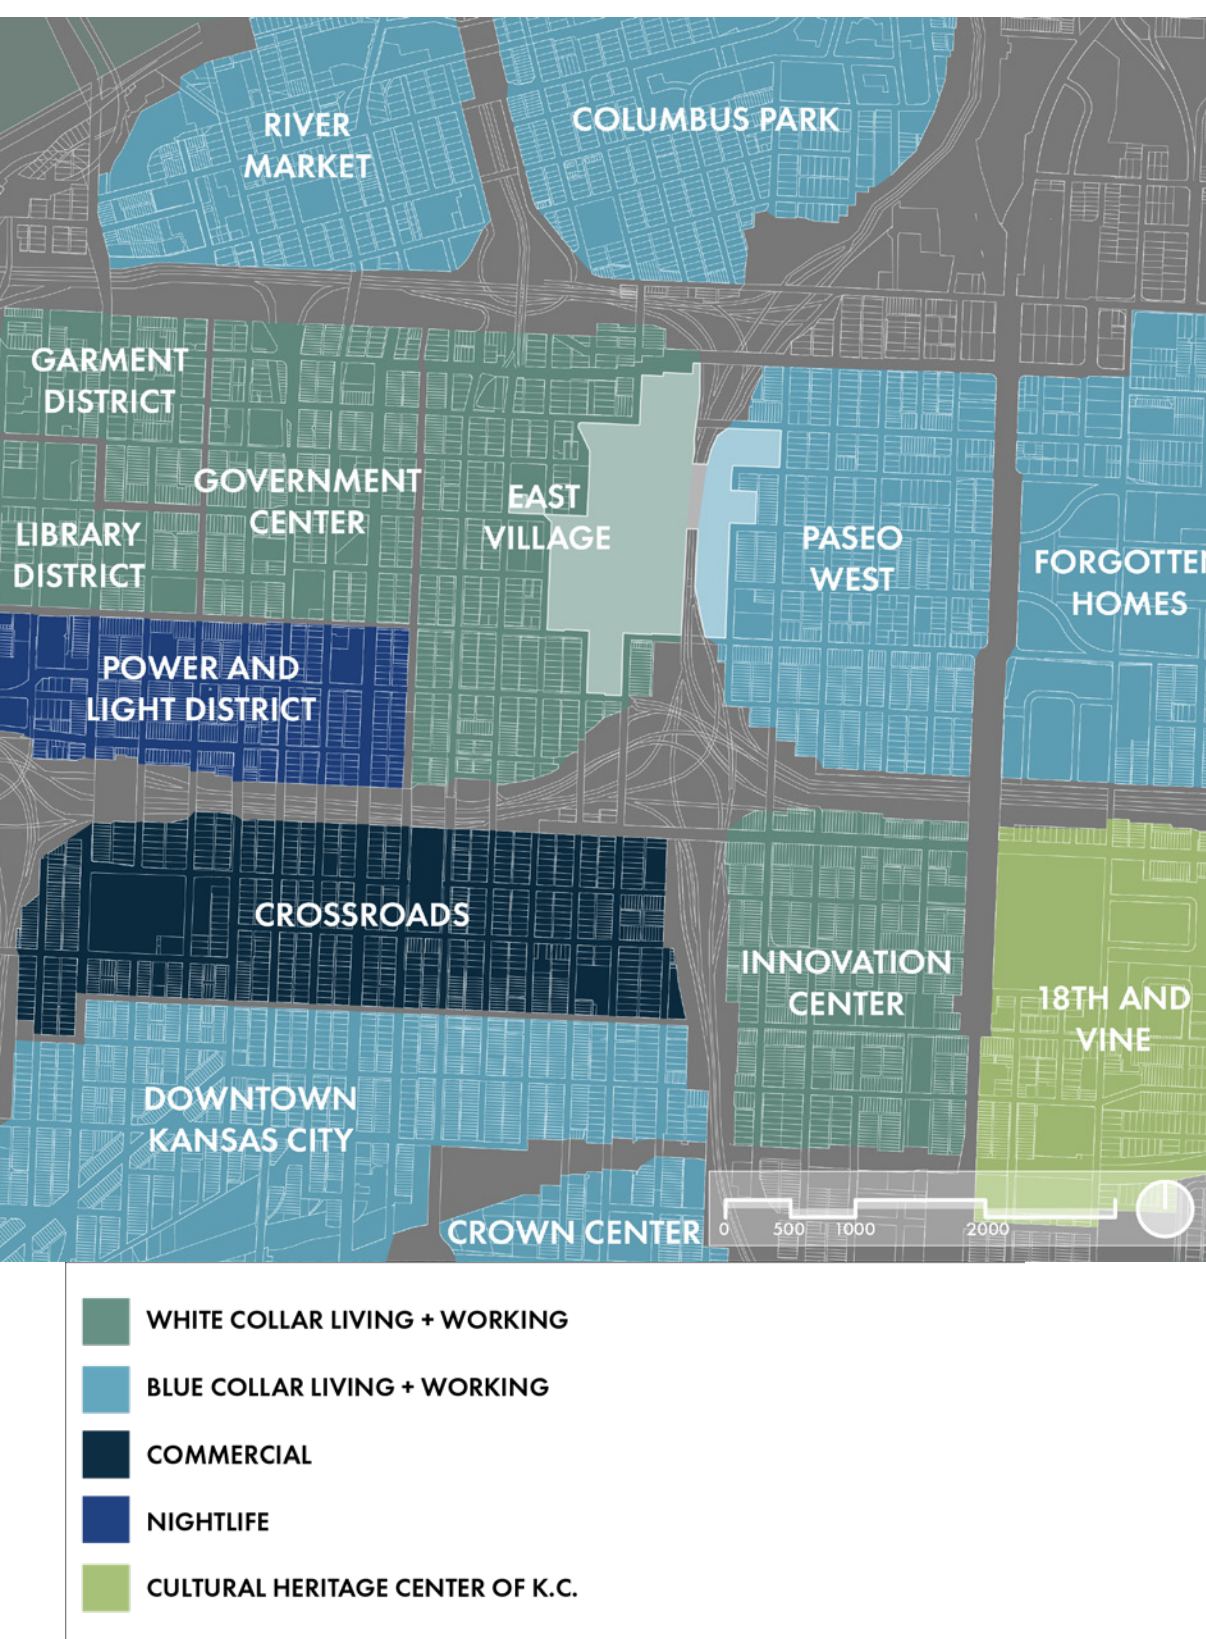 RIVER
MARKET
COLUMBUS PARK
GARMENT
DISTRICT
GOVERNMENT
CENTER
EAST
VILLAGE
LIBRARY
DISTRICT
PASEO
WEST
FORGOTTEN
HOMES
POWER AND
LIGHT DISTRICT
CROSSROADS
INNOVATION
CENTER
18TH AND
VINE
DOWNTOWN
KANSAS CITY
CROWN CENTER
0 500 1000 2000
WHITE COLLAR LIVING + WORKING
BLUE COLLAR LIVING + WORKING
COMMERCIAL
NIGHTLIFE
CULTURAL HERITAGE CENTER OF K.C.